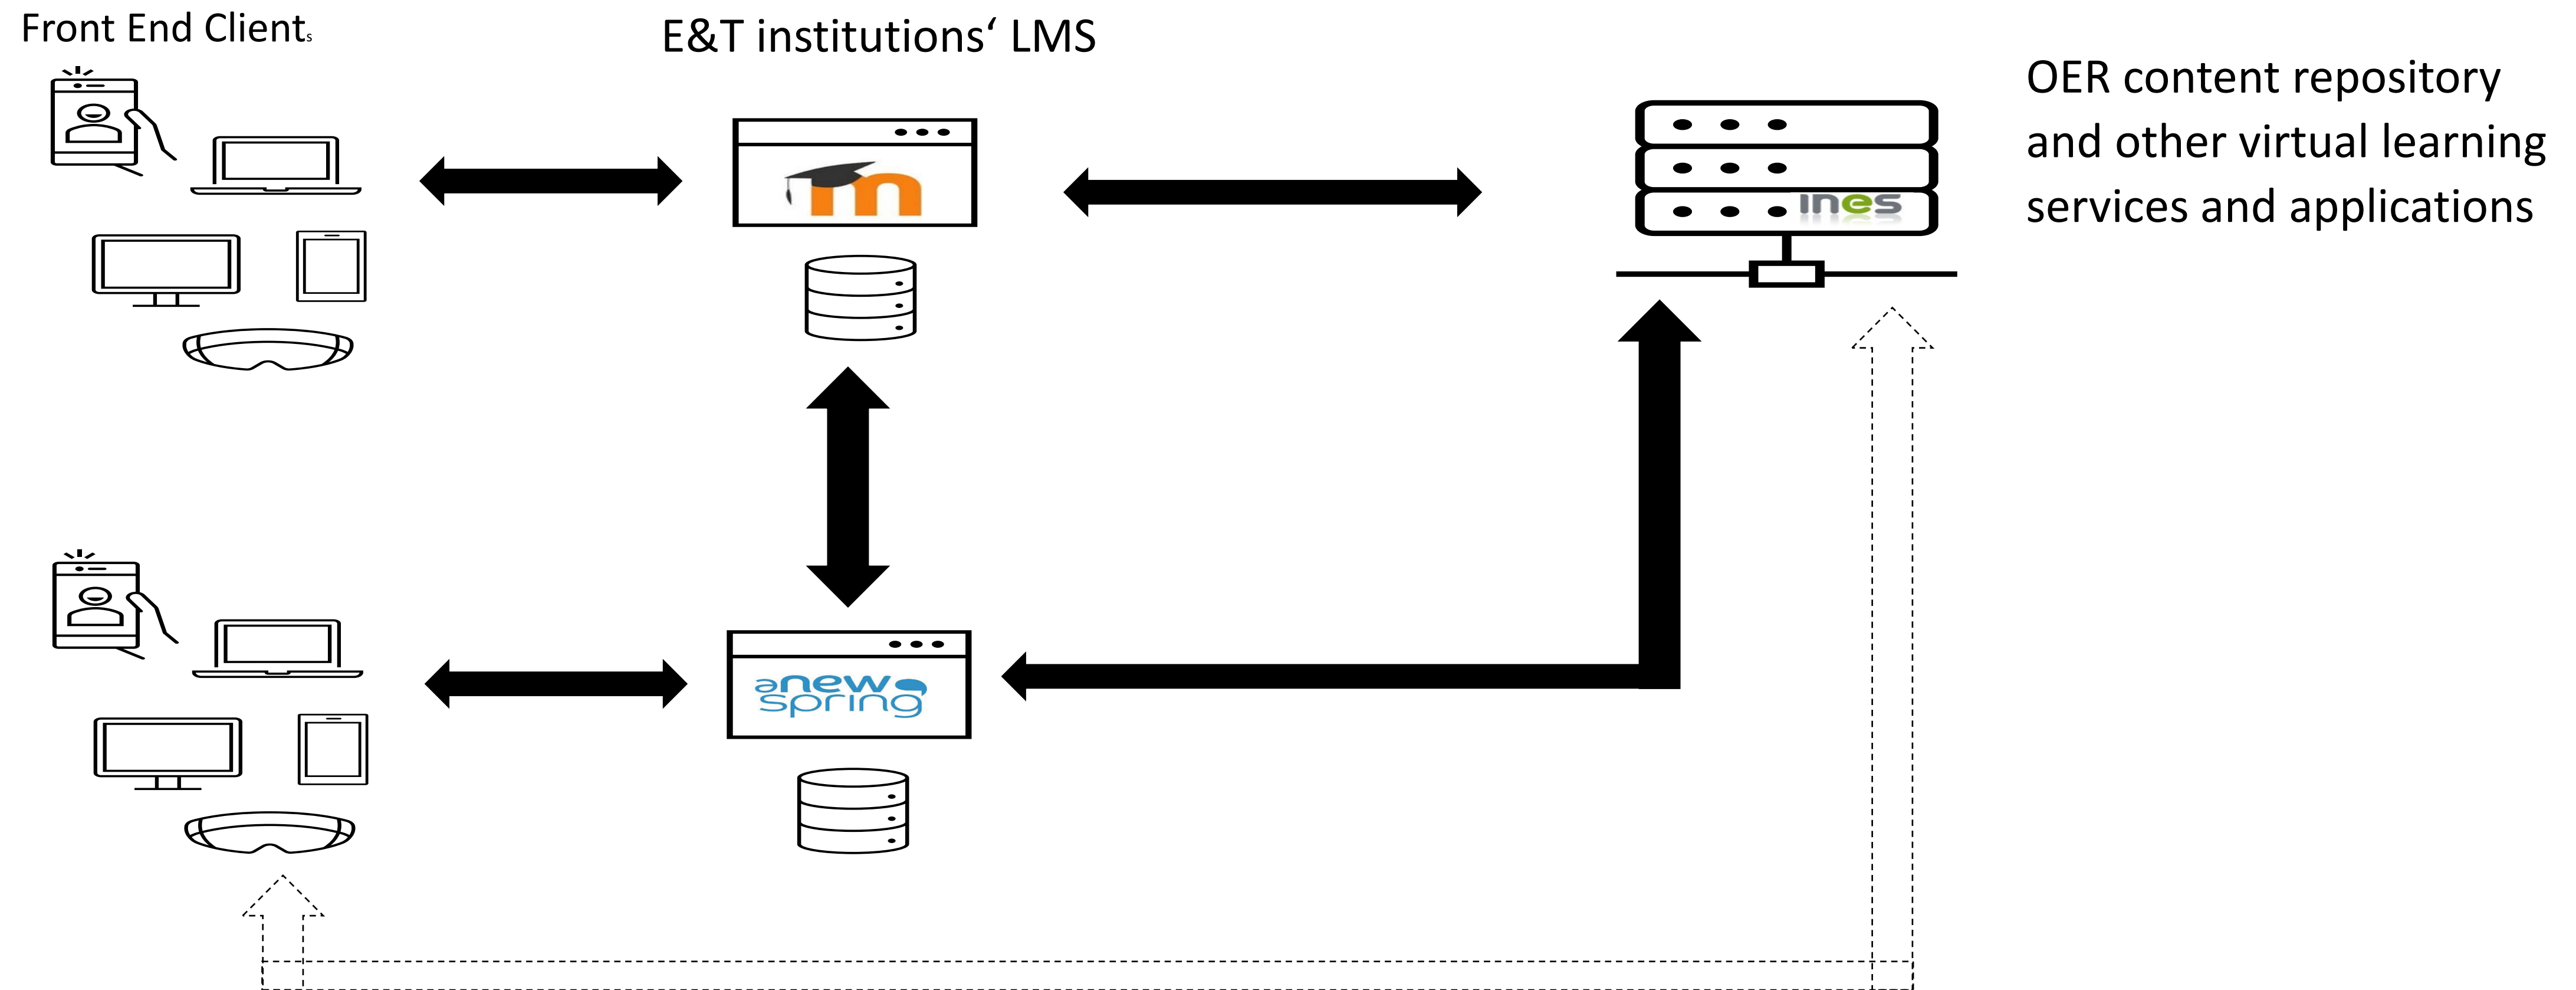 Front End Clients
E&T institutions‘ LMS
OER content repository
and other virtual learning
services and applications
m
ines
anew
spring